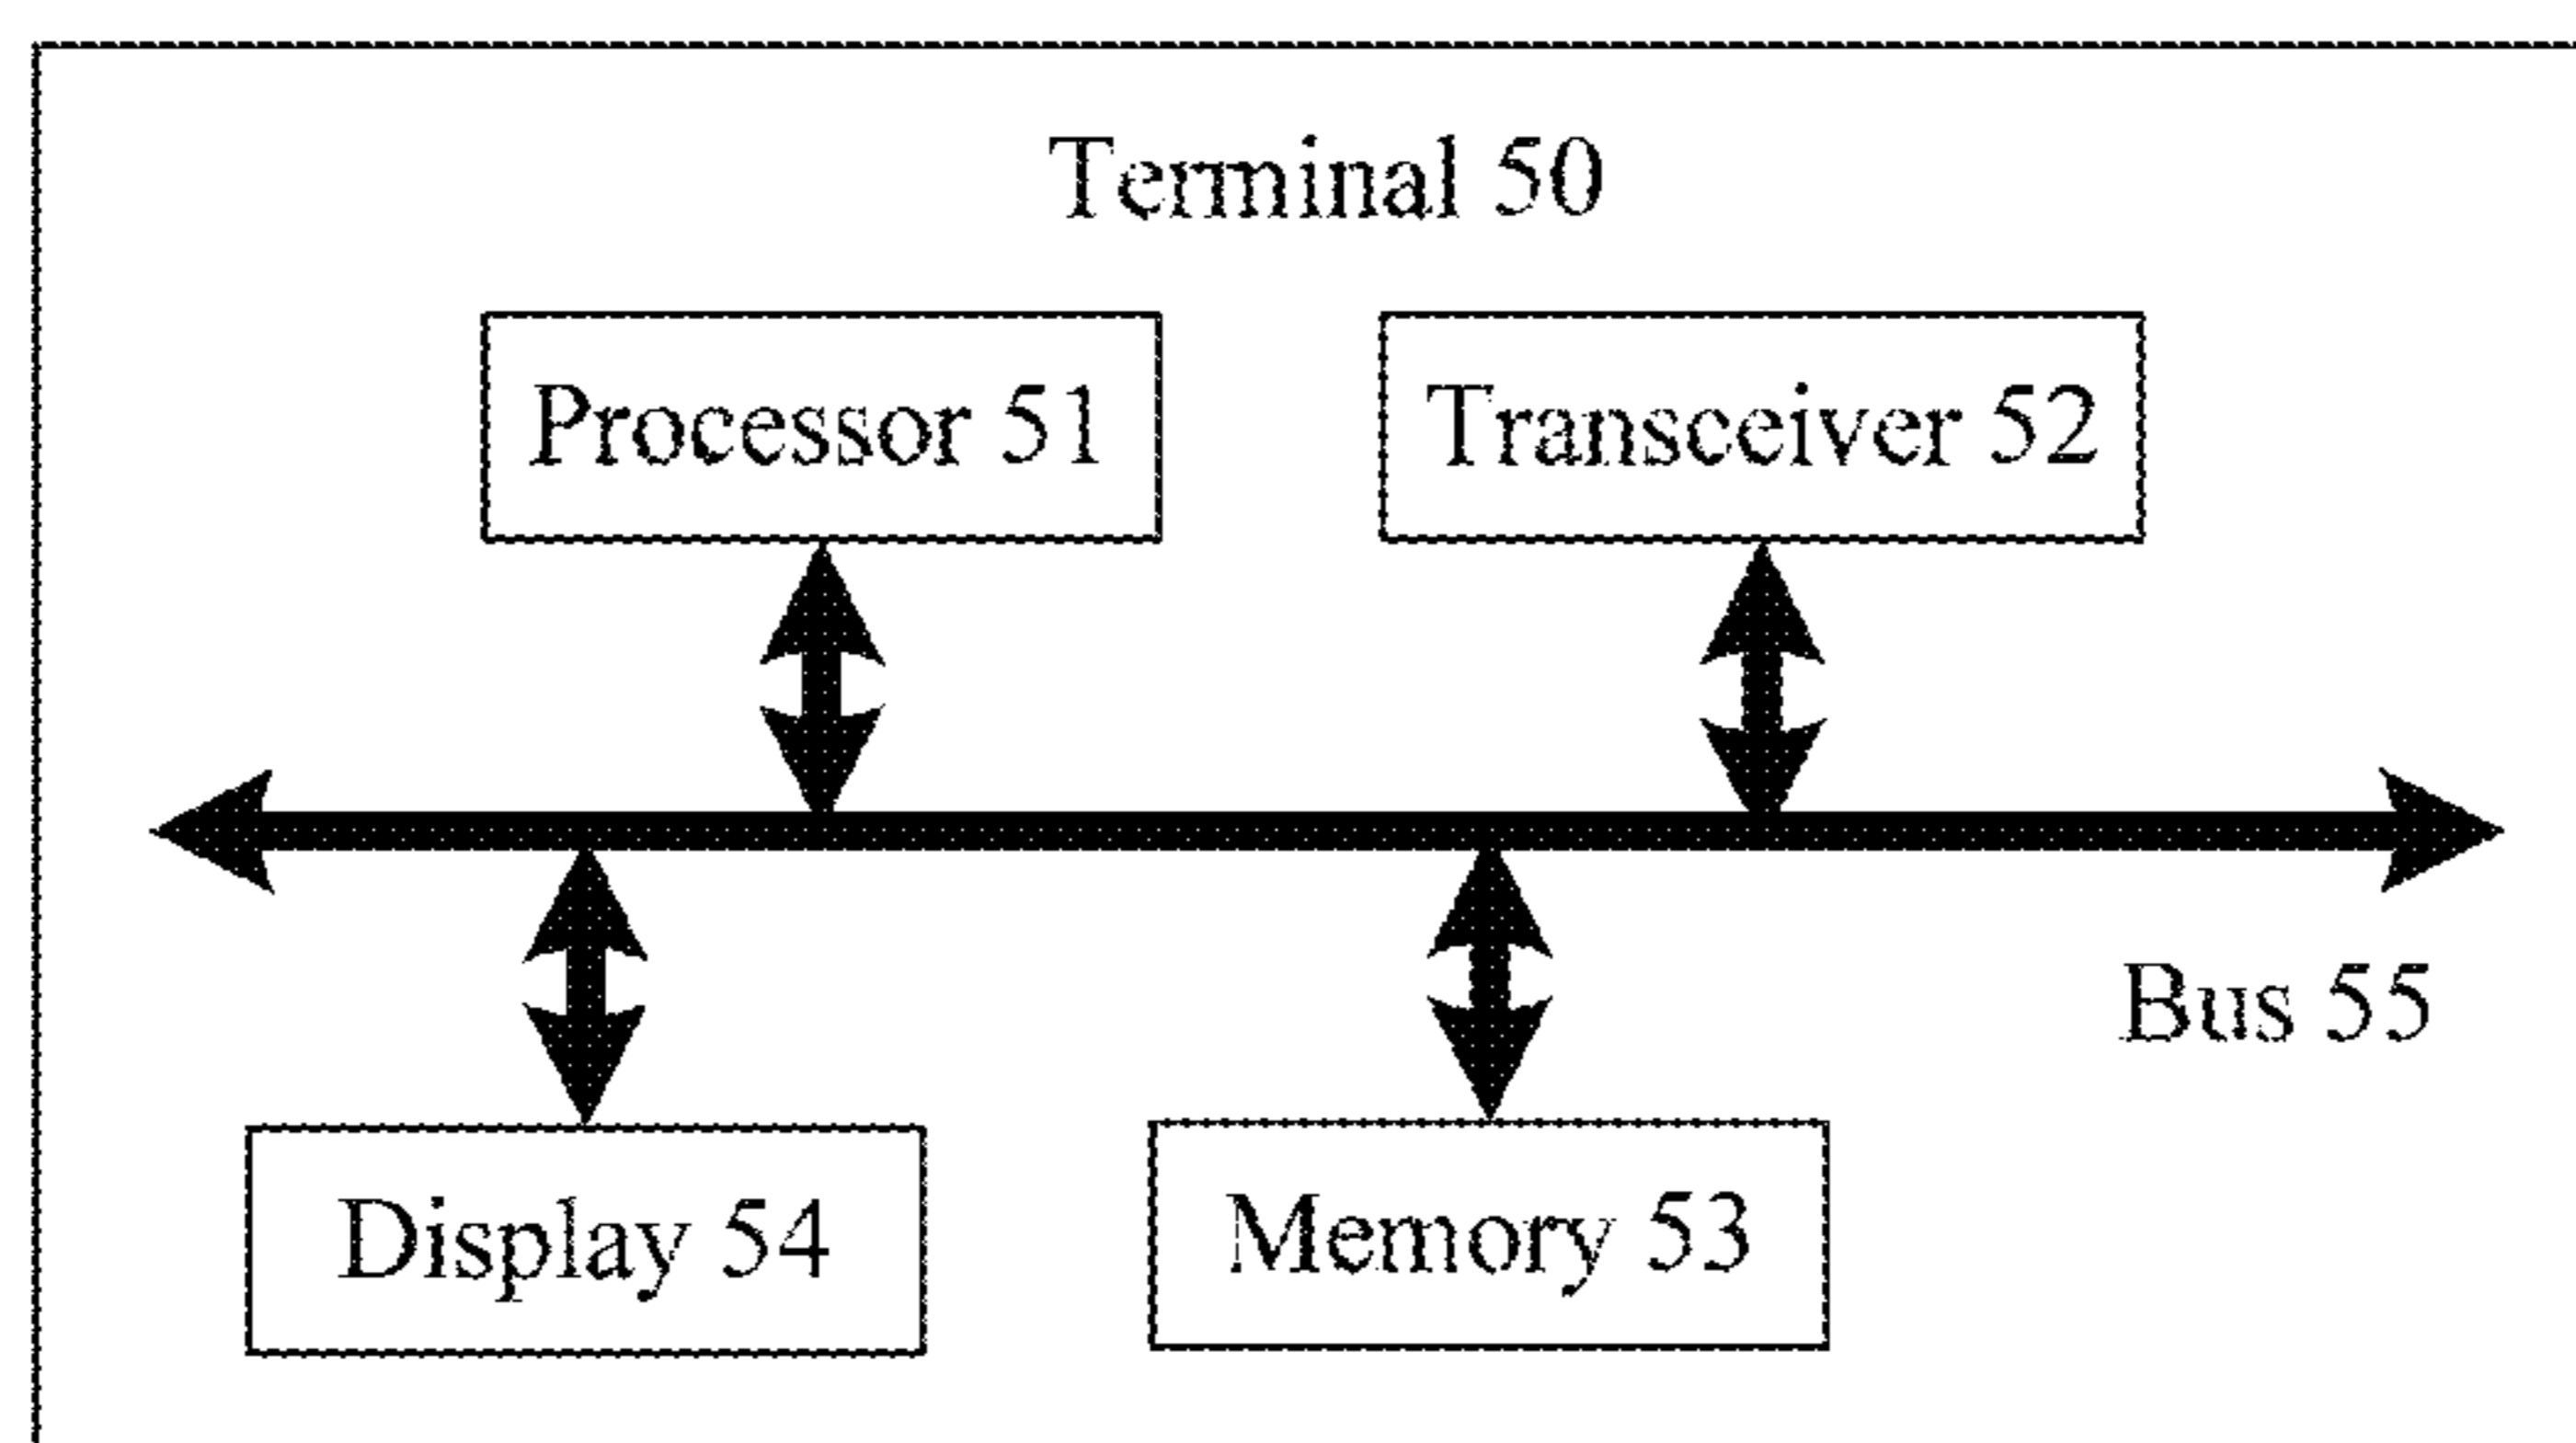 Terminal 50
Processor 51
Transceiver 52
Bus 55
Display 54
Memory 53